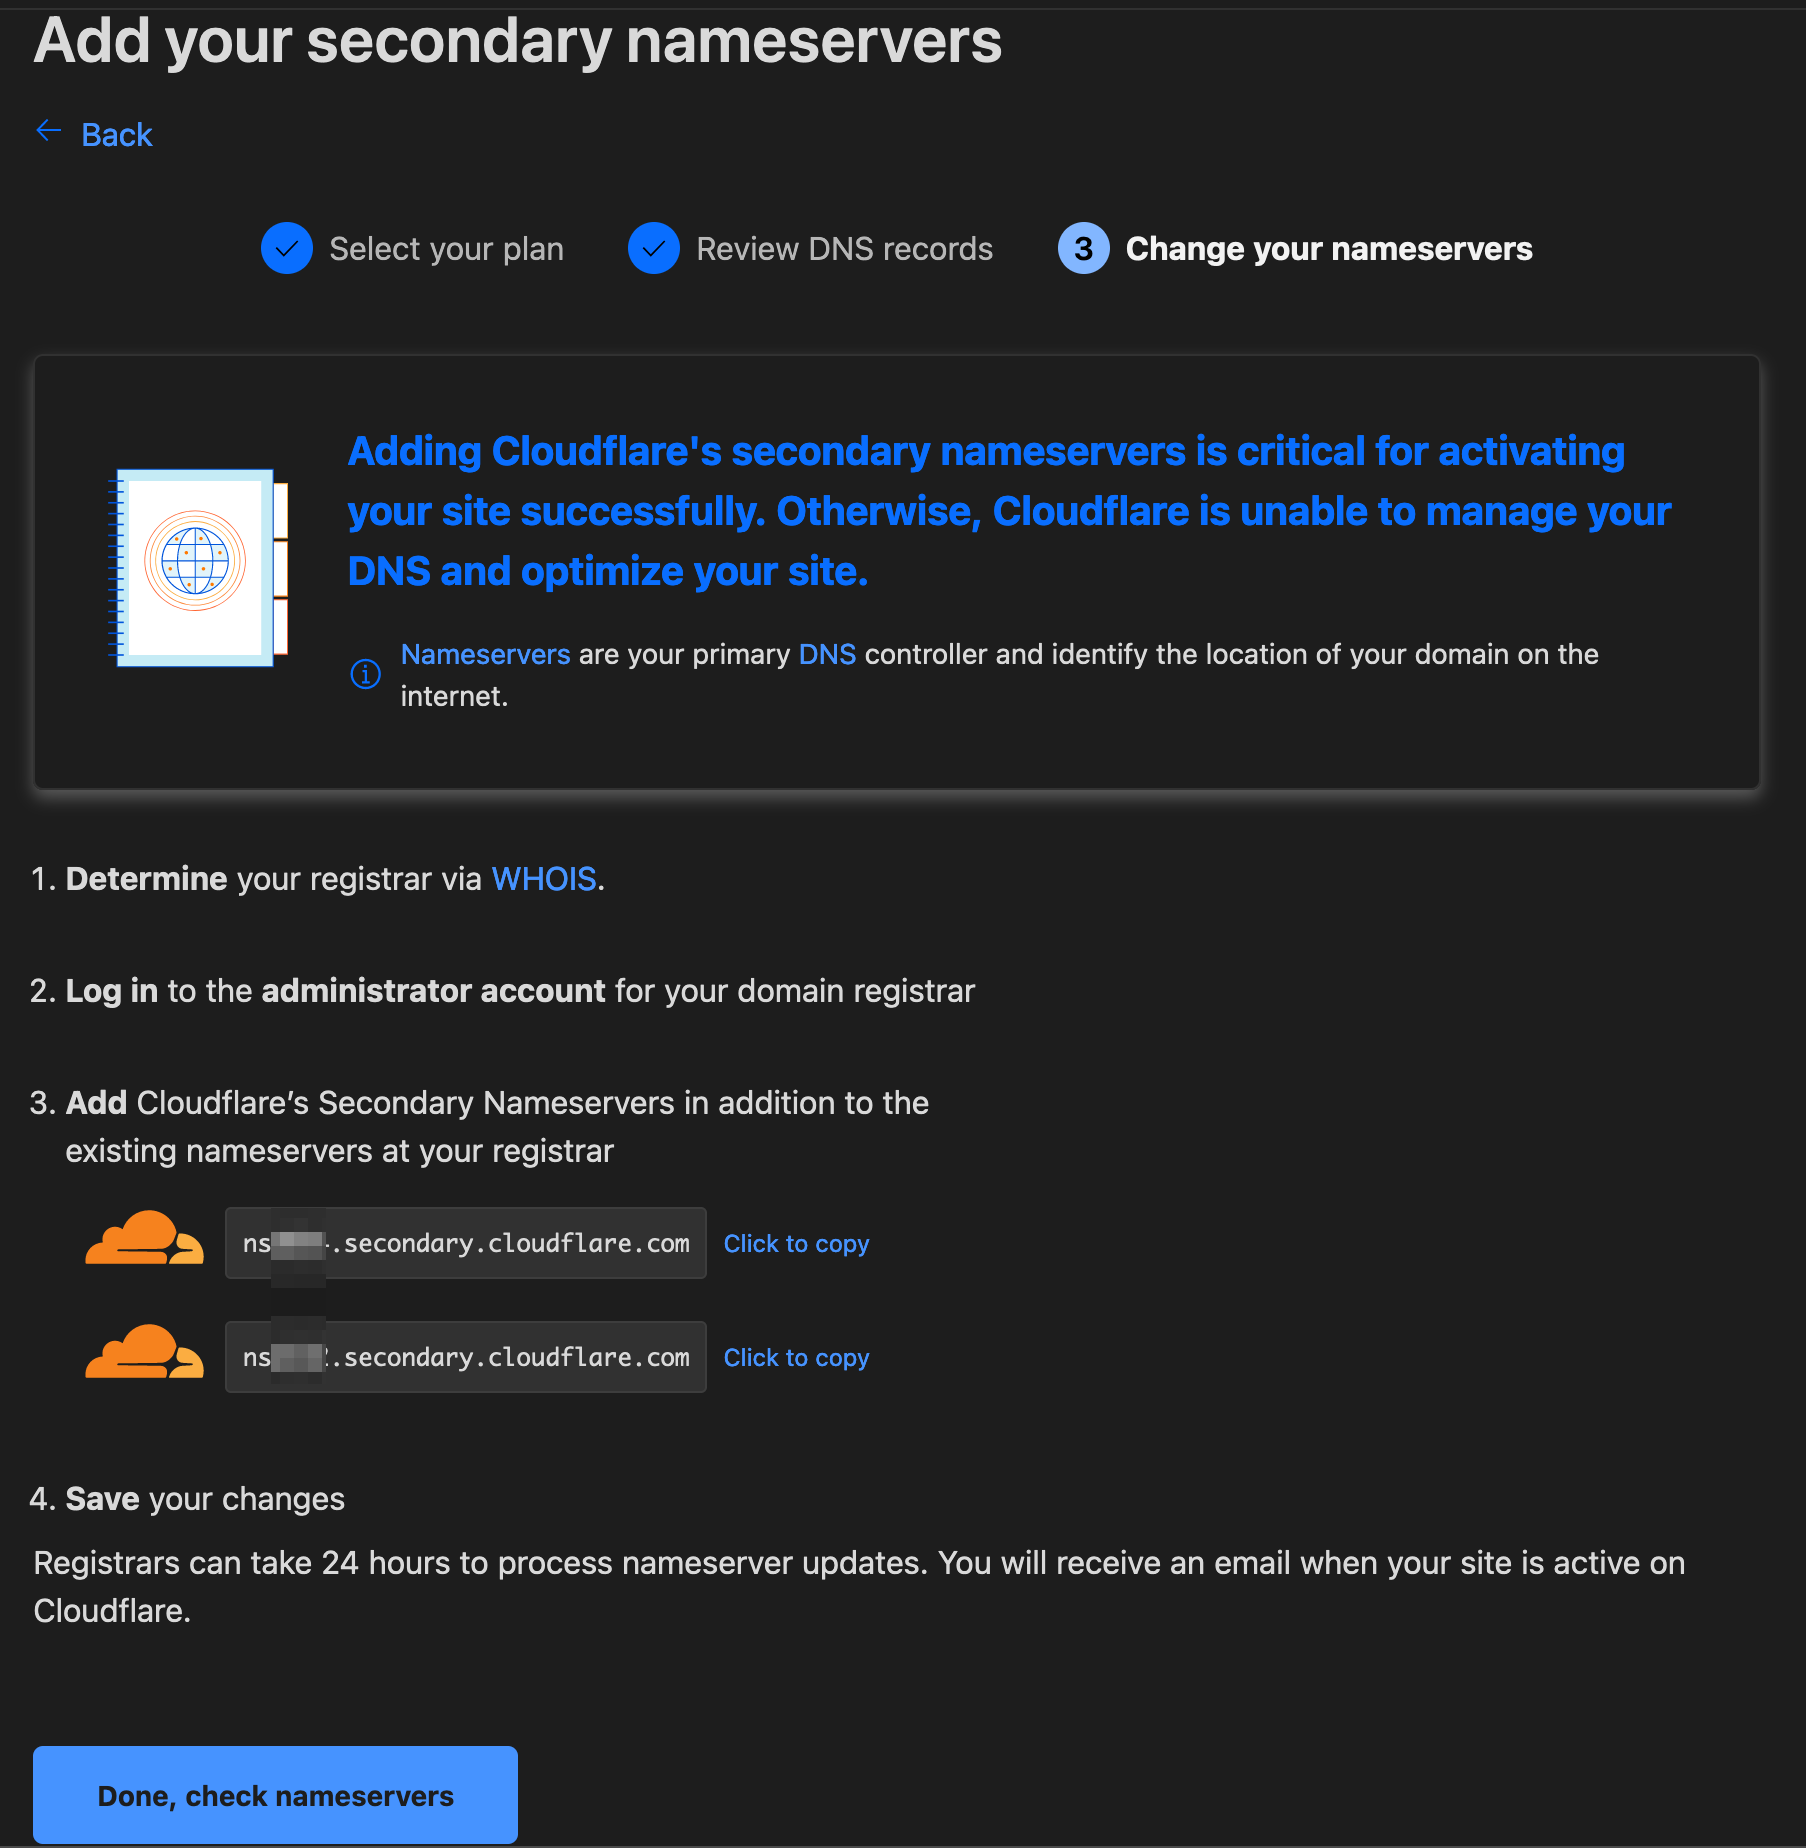 Add your secondary nameservers
Back
Select your plan
Review DNS records
3 Change your nameservers
Adding Cloudflare's secondary nameservers is critical for activating
your site successfully. Otherwise, Cloudflare is unable to manage your
DNS and optimize your site.
Nameservers are your primary DNS controller and identify the location of your domain on the
internet.
1. Determine your registrar via WHOIS.
2. Log in to the administrator account for your domain registrar
3. Add Cloudflare’s Secondary Nameservers in addition to the
existing nameservers at your registrar
ns .secondary.cloudflare.com Click to copy
ns .secondary.cloudflare.com Click to copy
4. Save your changes
Registrars can take 24 hours to process nameserver updates. You will receive an email when your site is active on
Cloudflare.
Done, check nameservers